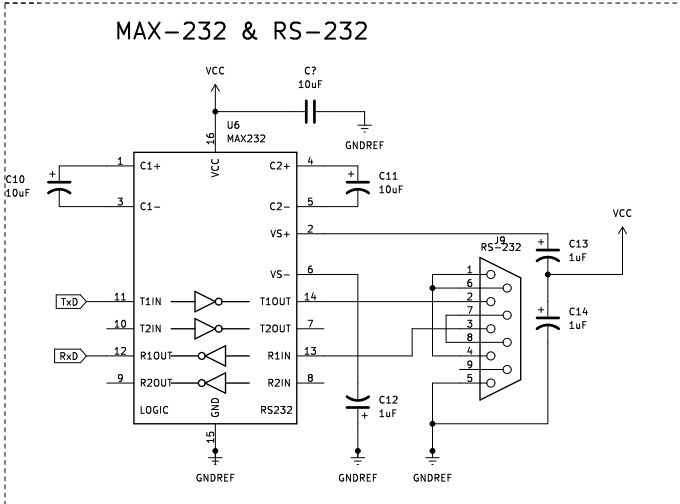 MAX-232 & RS-232
VCC
C?
10uF
GNDREF
U6
MAX232
16
VCC
C10
10uF
1
C1+
3
C1-
C2+
4
C2-
5
C11
10uF
VS+
2
VS-
6
TxD
11
T1IN
T1OUT
14
10
T2IN
T2OUT
7
RxD
12
R1OUT
R1IN
13
9
R2OUT
R2IN
8
LOGIC
GND
RS232
15
GNDREF
C12
1uF
GNDREF
J9
RS-232
1
6
2
7
3
8
4
9
5
GNDREF
VCC
C13
1uF
C14
1uF